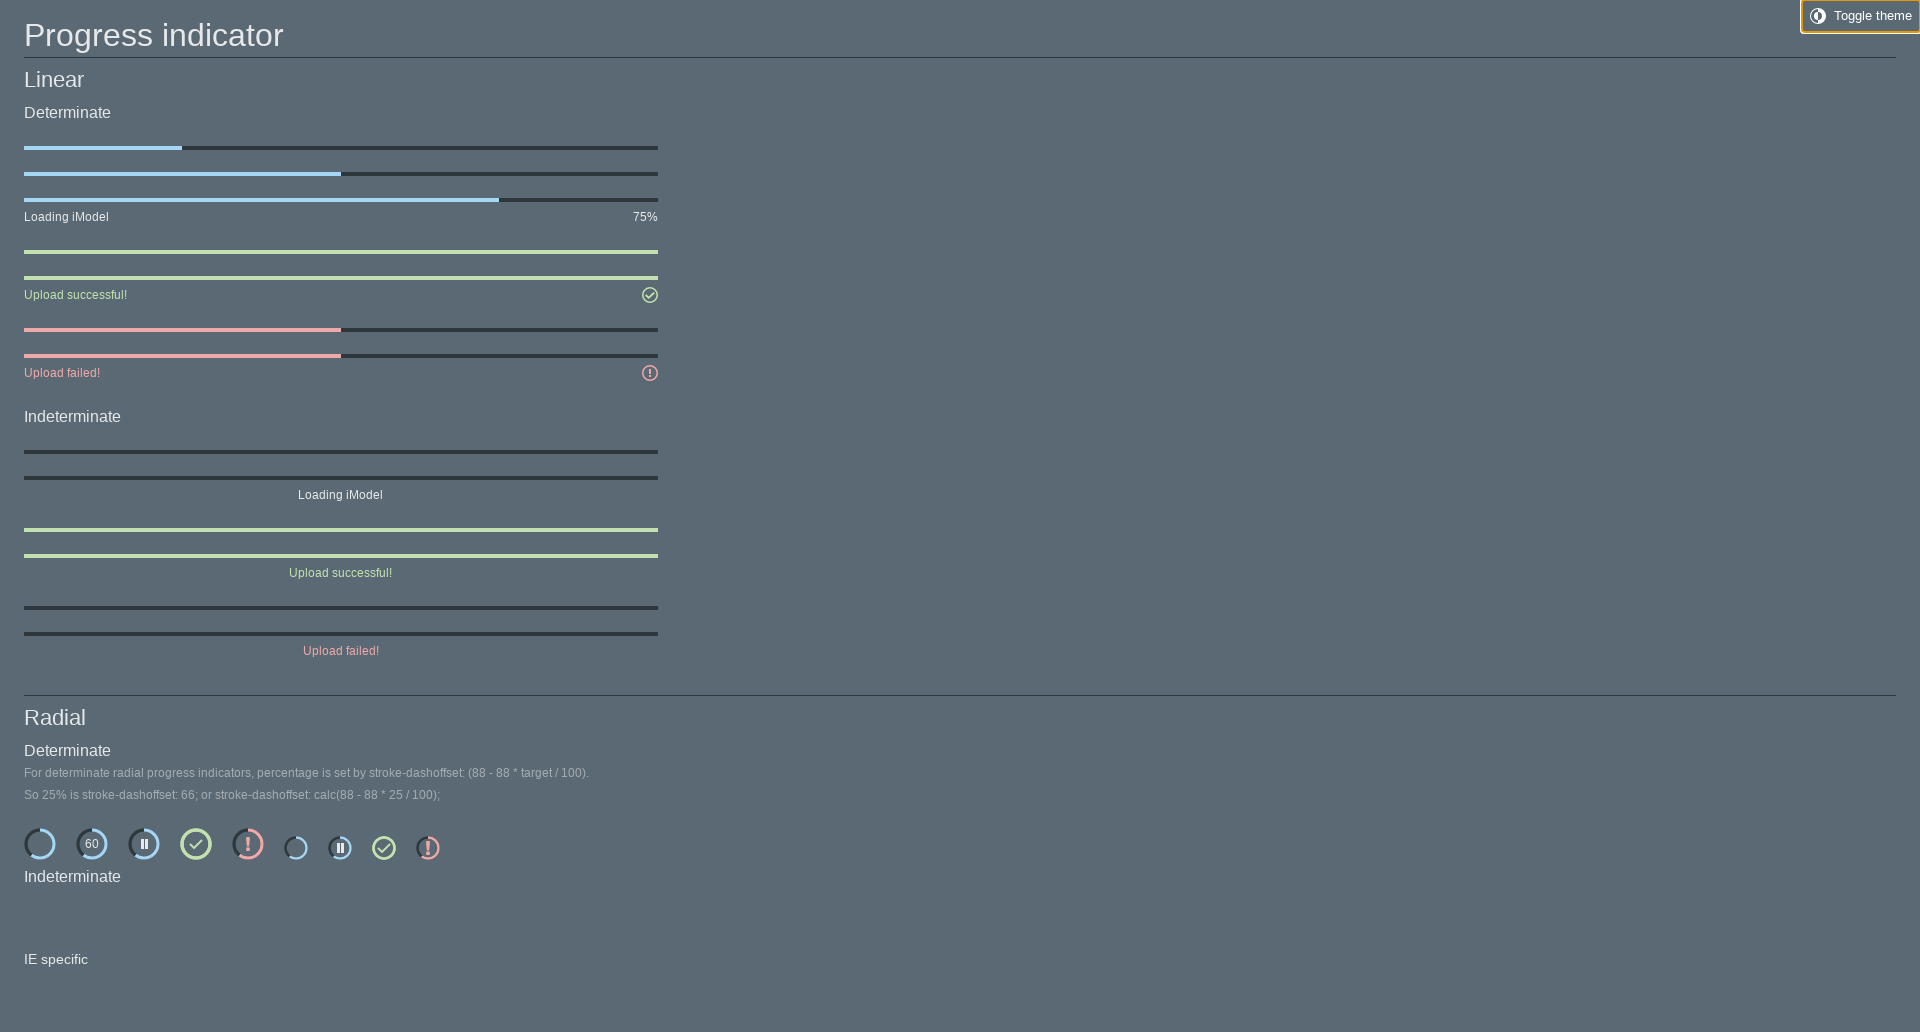 Toggle theme
Progress indicator
Linear
Determinate
Loading iModel 75%
Upload successful!
Upload failed!
Indeterminate
Loading iModel
Upload successful!
Upload failed!
Radial
Determinate
For determinate radial progress indicators, percentage is set by stroke-dashoffset: (88 - 88 * target / 100).
So 25% is stroke-dashoffset: 66; or stroke-dashoffset: calc(88 - 88 * 25 / 100);
60
Indeterminate
IE specific